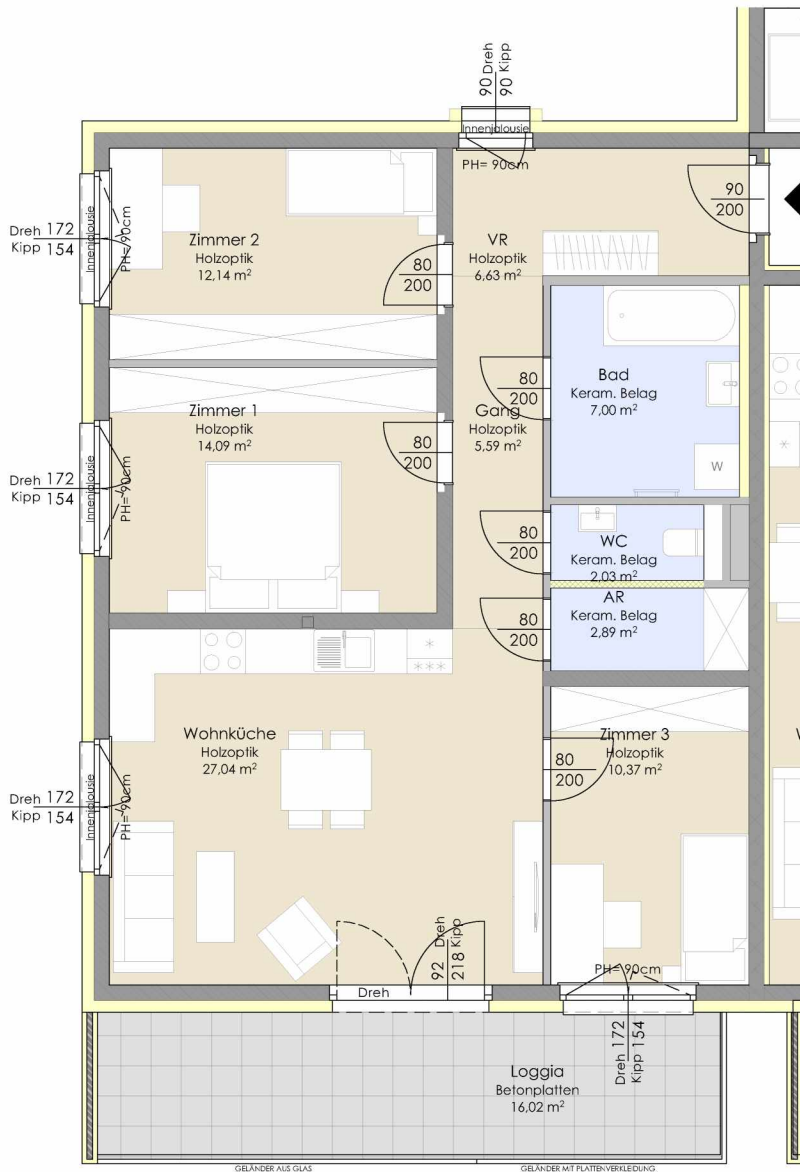 90 Dreh
90 Kipp
Innenjalousie
PH= 90cm
90
200
Dreh 172
Kipp 154
Innenjalousie
PH= 90cm
Zimmer 2
Holzoptik
12,14 m²
80
200
VR
Holzoptik
6,63 m²
Bad
Keram. Belag
7,00 m²
80
200
W
Zimmer 1
Holzoptik
14,09 m²
80
200
Gang
Holzoptik
5,59 m²
Dreh 172
Kipp 154
Innenjalousie
PH= 90cm
80
200
WC
Keram. Belag
2,03 m²
80
200
AR
Keram. Belag
2,89 m²
Wohnküche
Holzoptik
27,04 m²
Zimmer 3
Holzoptik
10,37 m²
80
200
W
Dreh 172
Kipp 154
Innenjalousie
PH= 90cm
92 Dreh
218 Kipp
Dreh
PH= 90cm
Dreh 172
Kipp 154
Loggia
Betonplatten
16,02 m²
GELÄNDER AUS GLAS
GELÄNDER MIT PLATTENVERKLEIDUNG